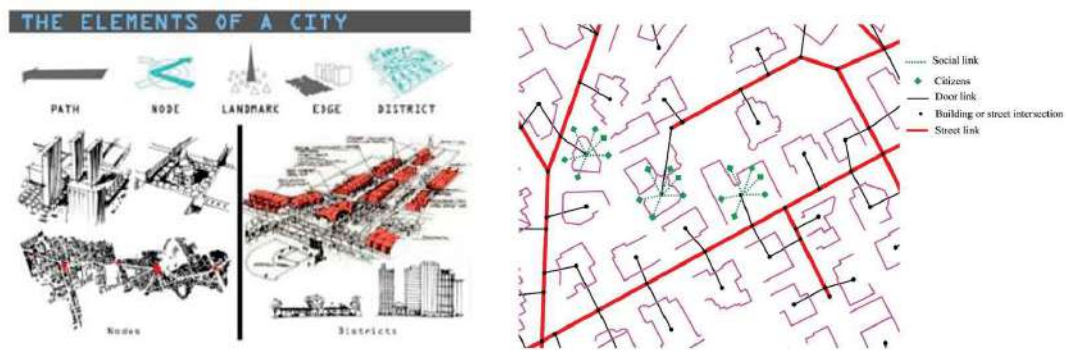 THE ELEMENTS OF A CITY
PATH
NODE
LANDMARK
EDGE
DISTRICT
Nodes
Districts
Social link
Citizens
Door link
Building or street intersection
Street link